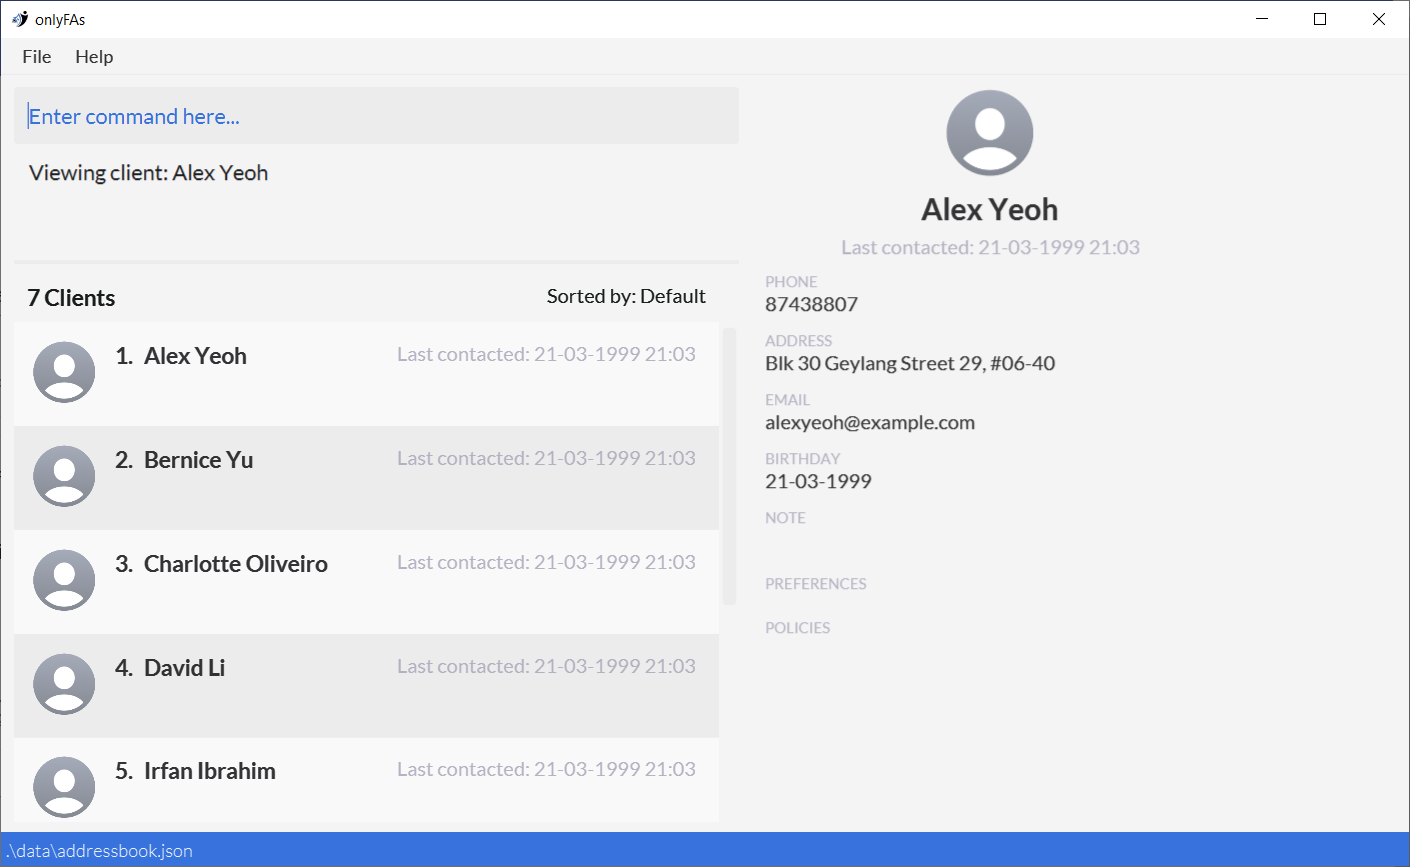 onlyFAs
File Help
Enter command here...
Viewing client: Alex Yeoh
7 Clients
Sorted by: Default
1. Alex Yeoh
Last contacted: 21-03-1999 21:03
2. Bernice Yu
Last contacted: 21-03-1999 21:03
3. Charlotte Oliveiro
Last contacted: 21-03-1999 21:03
4. David Li
Last contacted: 21-03-1999 21:03
5. Irfan Ibrahim
Last contacted: 21-03-1999 21:03
Alex Yeoh
Last contacted: 21-03-1999 21:03
PHONE
87438807
ADDRESS
Blk 30 Geylang Street 29, #06-40
EMAIL
alexyeoh@example.com
BIRTHDAY
21-03-1999
NOTE
PREFERENCES
POLICIES
.\data\addressbook.json